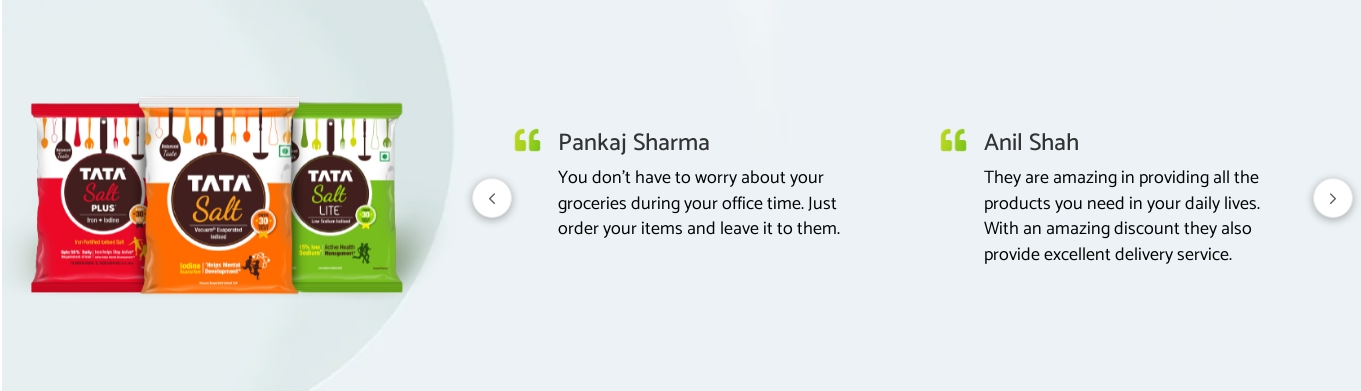 Pankaj Sharma
You don't have to worry about your
groceries during your office time. Just
order your items and leave it to them.
Anil Shah
They are amazing in providing all the
products you need in your daily lives.
With an amazing discount they also
provide excellent delivery service.
TATA
Salt
PLUS
Iron + Iodine
TATA
Salt
Vacuum Evaporated
Iodised
Iodine
Helps Mental
Development
TATA
Salt
LITE
Low Sodium Iodised
15% less
Sodium
Active Health
Management